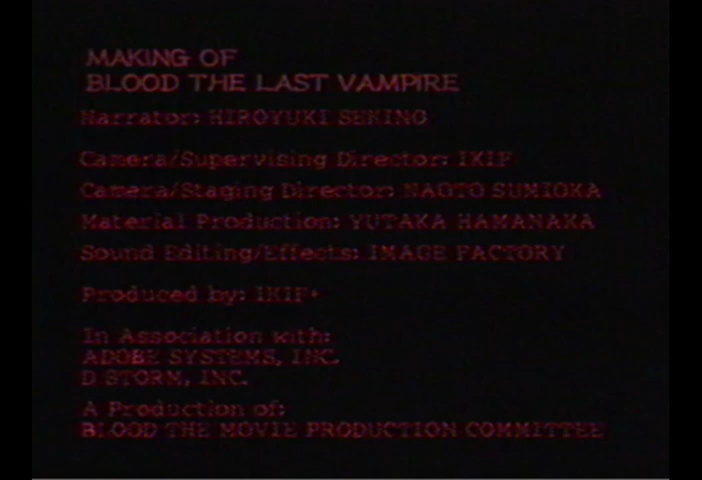 MAKING OF
BLOOD THE LAST VAMPIRE
Narrator: HIROYUKI SEKINO
Camera/Supervising Director: IKIF
Camera/Staging Director: NAOTO SUMIOKA
Material Production: YUTAKA HAMANAKA
Sound Editing/Effects: IMAGE FACTORY
Produced by: IKIF+
In Association with:
ADOBE SYSTEMS, INC.
D STORM, INC.
A Production of:
BLOOD THE MOVIE PRODUCTION COMMITTEE